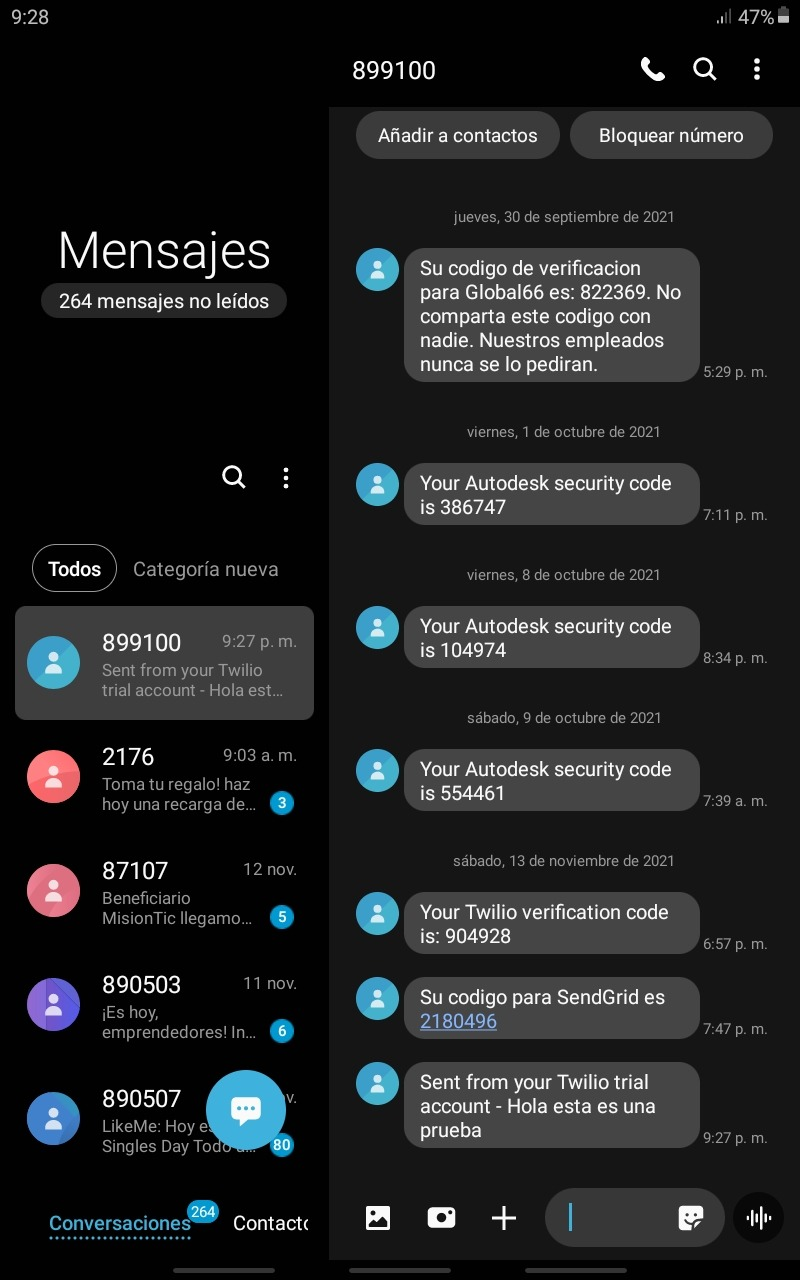 9:28
47%
Mensajes
264 mensajes no leídos
Todos
Categoría nueva
899100
9:27 p. m.
Sent from your Twilio
trial account - Hola est...
2176
9:03 a. m.
Toma tu regalo! haz
hoy una recarga de...
3
87107
12 nov.
Beneficiario
MisionTic llegamo...
5
890503
11 nov.
¡Es hoy,
emprendedores! In...
6
890507
LikeMe: Hoy
Singles Day Todo
80
Conversaciones
264
899100
Añadir a contactos
Bloquear número
jueves, 30 de septiembre de 2021
Su codigo de verificacion
para Global66 es: 822369. No
comparta este codigo con
nadie. Nuestros empleados
nunca se lo pediran.
5:29 p. m.
viernes, 1 de octubre de 2021
Your Autodesk security code
is 386747
7:11 p. m.
viernes, 8 de octubre de 2021
Your Autodesk security code
is 104974
8:34 p. m.
sábado, 9 de octubre de 2021
Your Autodesk security code
is 554461
7:39 a. m.
sábado, 13 de noviembre de 2021
Your Twilio verification code
is: 904928
6:57 p. m.
Su codigo para SendGrid es
2180496
7:47 p. m.
Sent from your Twilio trial
account - Hola esta es una
prueba
9:27 p. m.